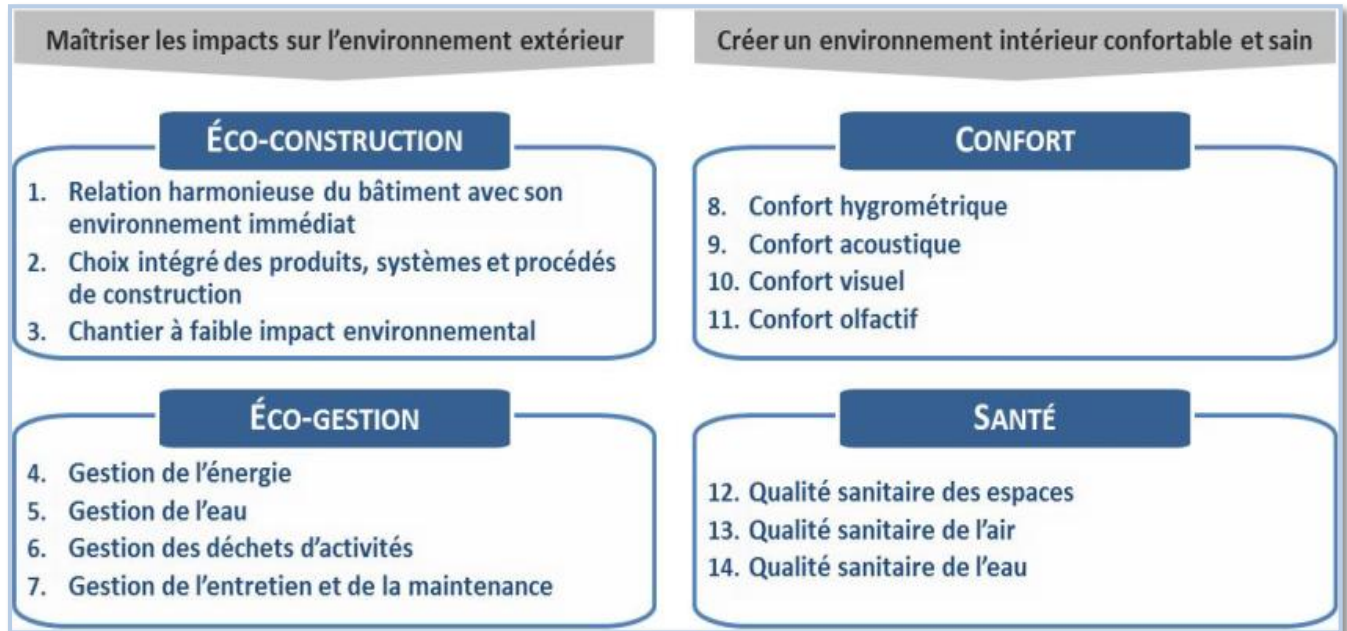 Maîtriser les impacts sur l'environnement extérieur
ÉCO-CONSTRUCTION
1. Relation harmonieuse du bâtiment avec son
environnement immédiat
2. Choix intégré des produits, systèmes et procédés
de construction
3. Chantier à faible impact environnemental
ÉCO-GESTION
4. Gestion de l'énergie
5. Gestion de l'eau
6. Gestion des déchets d'activités
7. Gestion de l'entretien et de la maintenance
Créer un environnement intérieur confortable et sain
CONFORT
8. Confort hygrométrique
9. Confort acoustique
10. Confort visuel
11. Confort olfactif
SANTÉ
12. Qualité sanitaire des espaces
13. Qualité sanitaire de l'air
14. Qualité sanitaire de l'eau